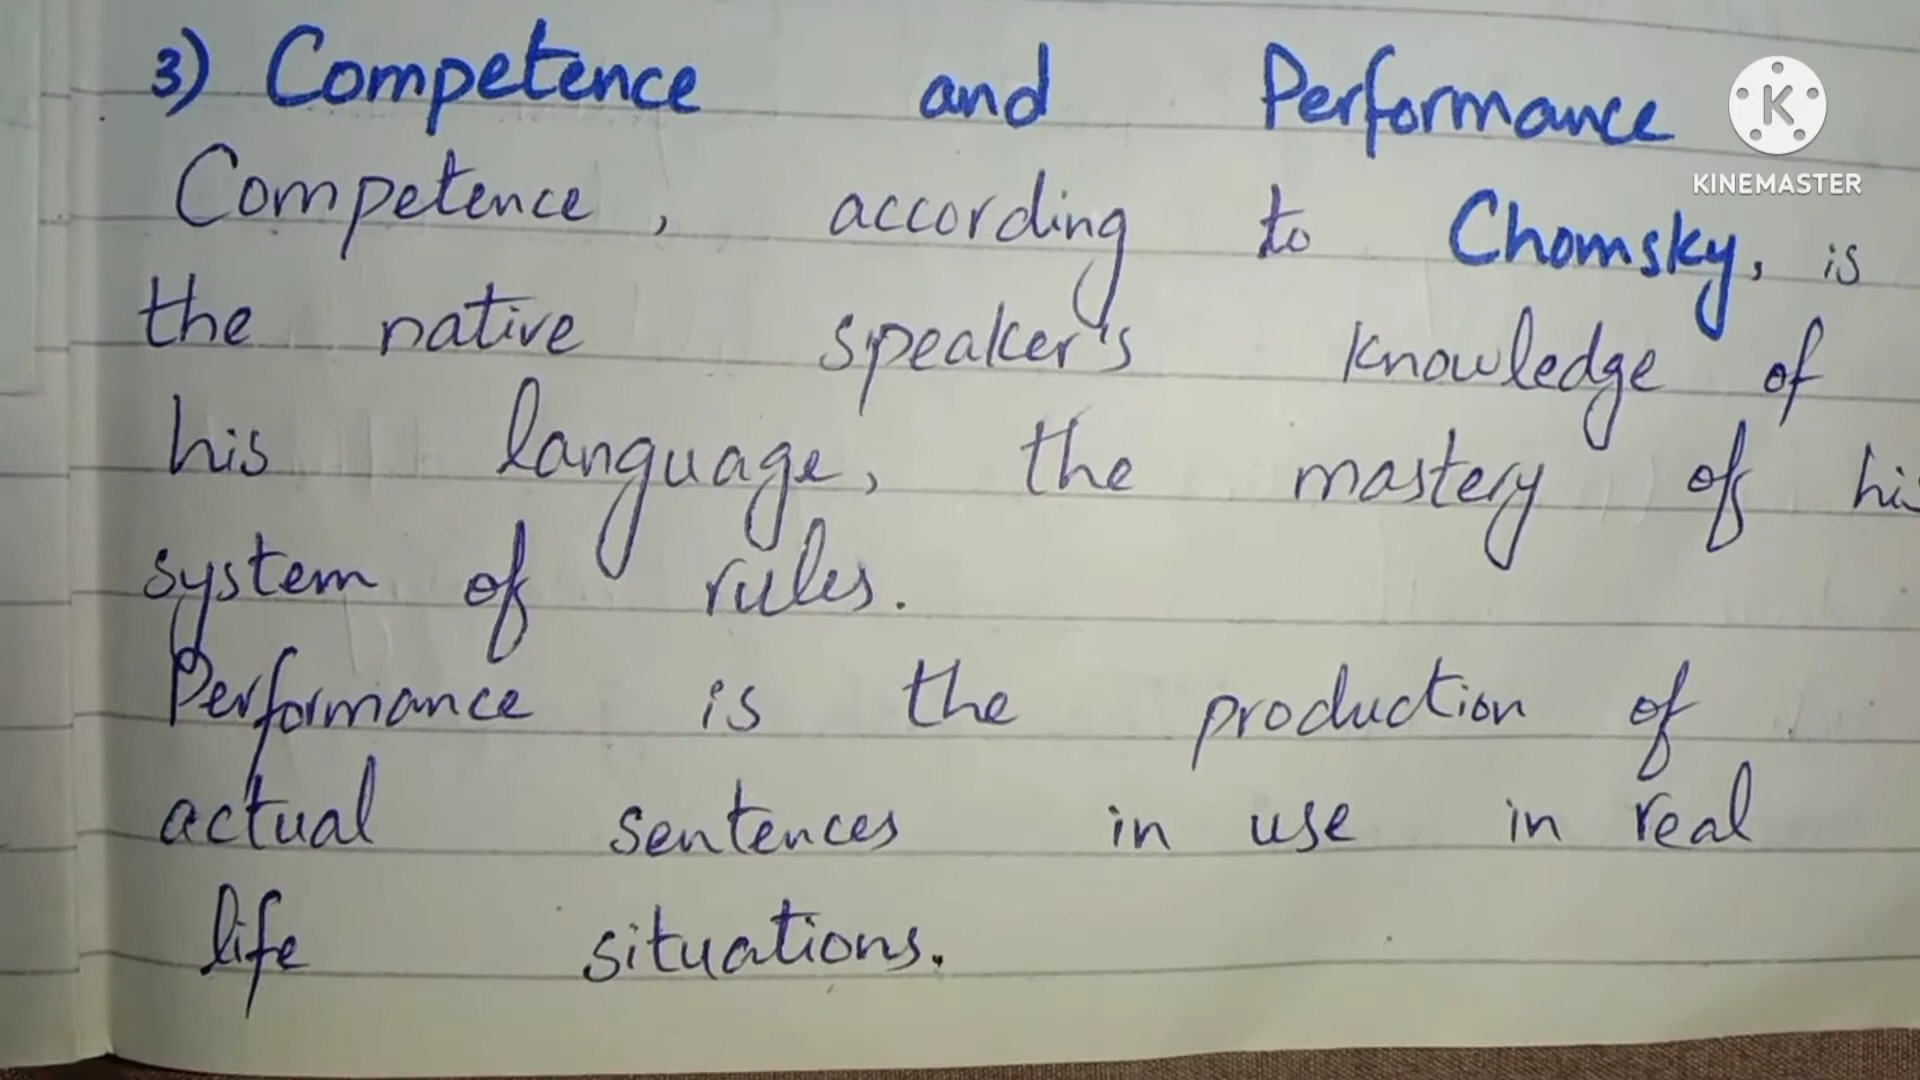 3) Competence and Performance
K
KINEMASTER
Competence, according to Chomsky, is
the native speaker's knowledge of
his language, the mastery of his
system of rules.
Performance is the production of
actual sentences in use in real
life situations.